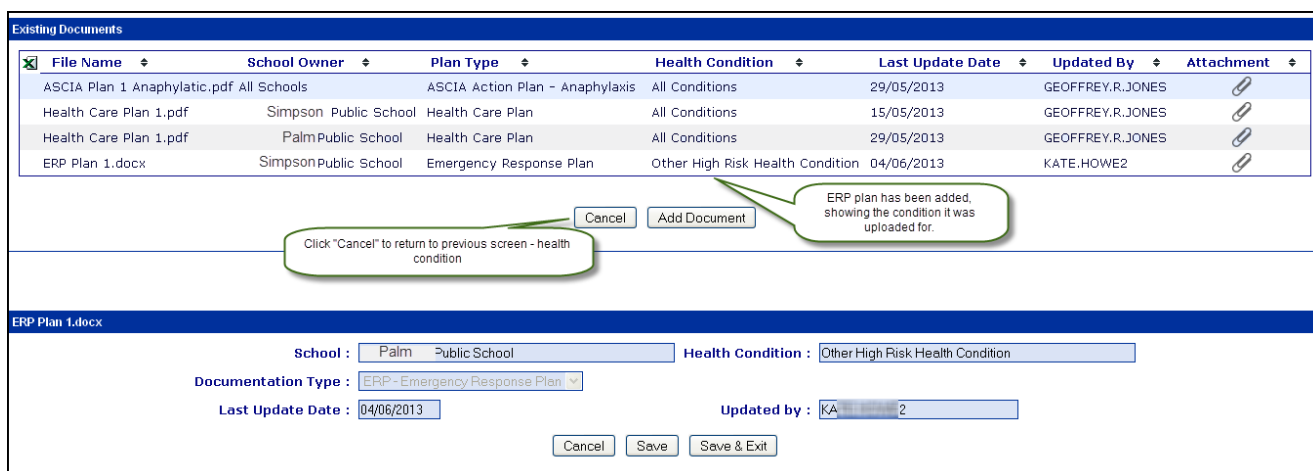 Existing Documents
File Name School Owner Plan Type Health Condition Last Update Date Updated By Attachment
ASCIA Plan 1 Anaphylatic.pdf All Schools ASCIA Action Plan - Anaphylaxis All Conditions 29/05/2013 GEOFFREY.R.JONES
Health Care Plan 1.pdf Simpson Public School Health Care Plan All Conditions 15/05/2013 GEOFFREY.R.JONES
Health Care Plan 1.pdf Palm Public School Health Care Plan All Conditions 29/05/2013 GEOFFREY.R.JONES
ERP Plan 1.docx Simpson Public School Emergency Response Plan Other High Risk Health Condition 04/06/2013 KATE.HOWE2
Cancel Add Document
ERP plan has been added,
showing the condition it was
uploaded for.
Click "Cancel" to return to previous screen - health
condition
ERP Plan 1.docx
School : Palm Public School Health Condition : Other High Risk Health Condition
Documentation Type : ERP - Emergency Response Plan
Last Update Date : 04/06/2013 Updated by : KA 2
Cancel Save Save & Exit